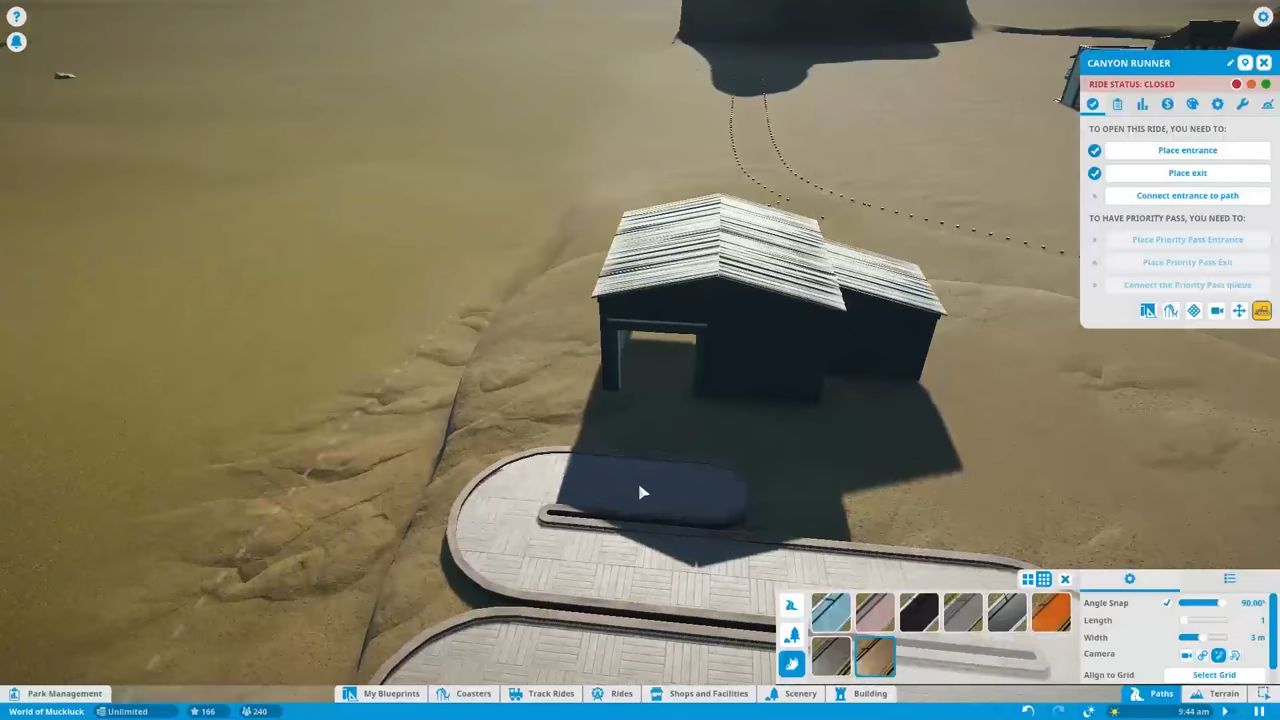 ?
CANYON RUNNER
RIDE STATUS: CLOSED
TO OPEN THIS RIDE, YOU NEED TO:
Place entrance
Place exit
Connect entrance to path
TO HAVE PRIORITY PASS, YOU NEED TO:
Place Priority Pass Entrance
Place Priority Pass Exit
Connect the Priority Pass queue
Angle Snap 90.00°
Length 1
Width 3 m
Camera
Align to Grid Select Grid
Park Management My Blueprints Coasters Track Rides Rides Shops and Facilities Scenery Building Paths Terrain
World of Muckluck Unlimited 166 240 9:44 am